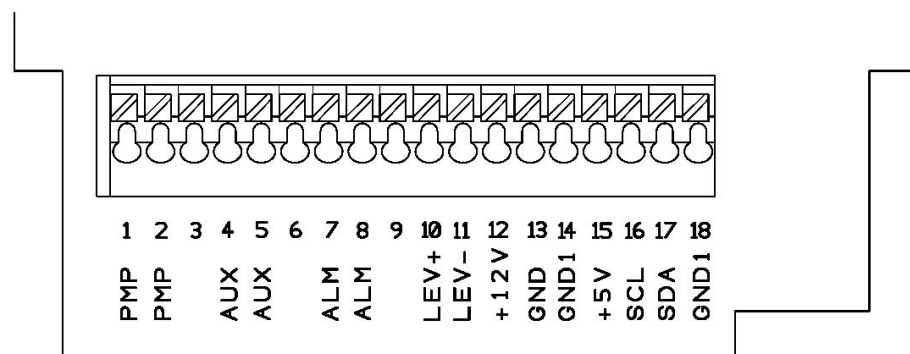 1 2 3 4 5 6 7 8 9 10 11 12 13 14 15 16 17 18
PMP PMP AUX AUX ALM ALM LEV+ LEV- +12V GND GND1 +5V SCL SDA GND1